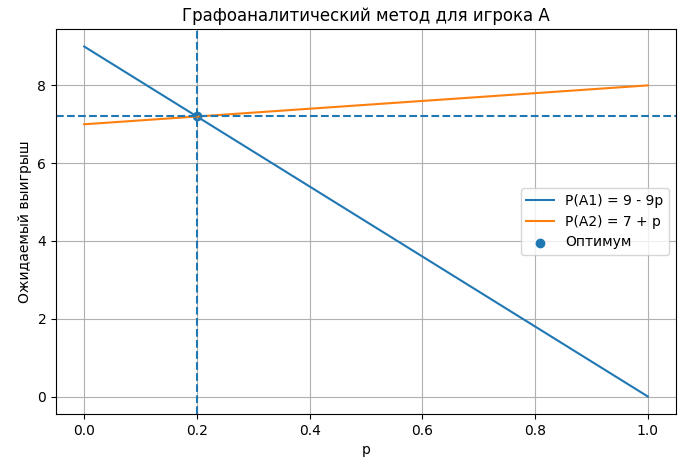 Графоаналитический метод для игрока A
Ожидаемый выигрыш
8
6
4
2
0
P(A1) = 9 - 9p
P(A2) = 7 + p
Оптимум
0.0 0.2 0.4 0.6 0.8 1.0
p